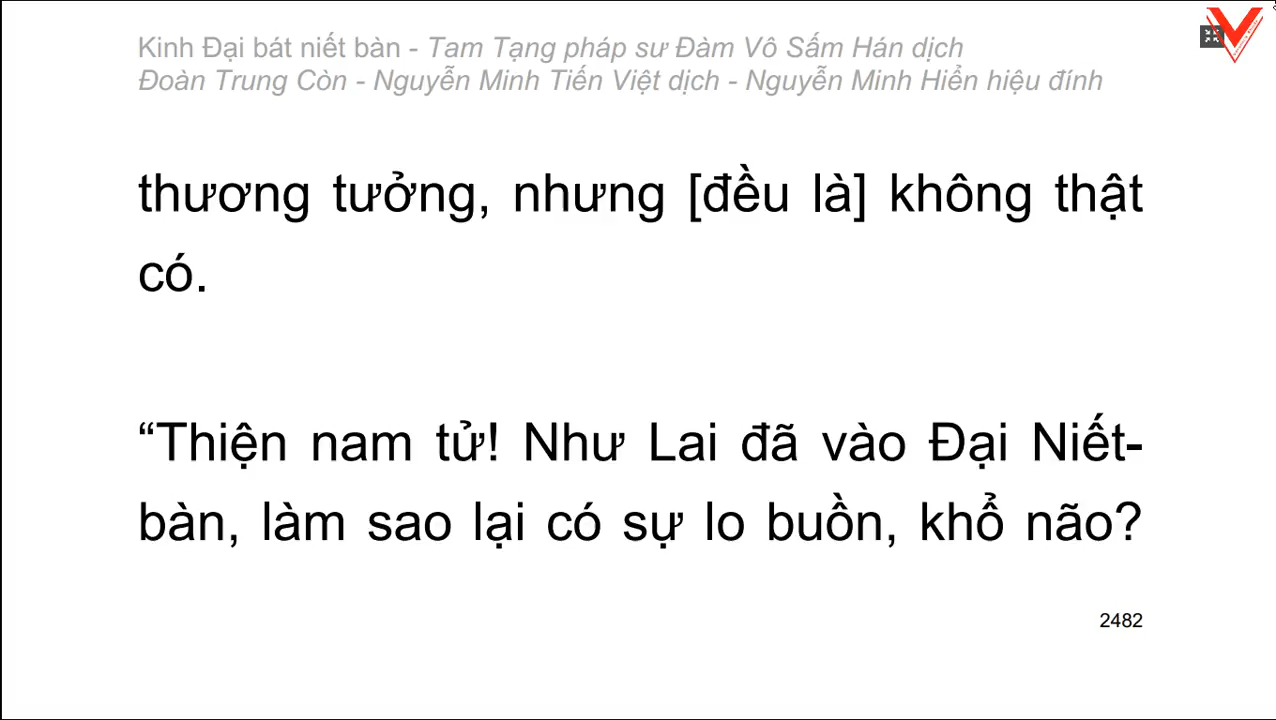 Kinh Đại bát niết bàn - Tam Tạng pháp sư Đàm Vô Sấm Hán dịch
Đoàn Trung Còn - Nguyễn Minh Tiến Việt dịch - Nguyễn Minh Hiển hiệu đính
thương tưởng, nhưng [đều là] không thật
có.
“Thiện nam tử! Như Lai đã vào Đại Niết-
bàn, làm sao lại có sự lo buồn, khổ não?
2482